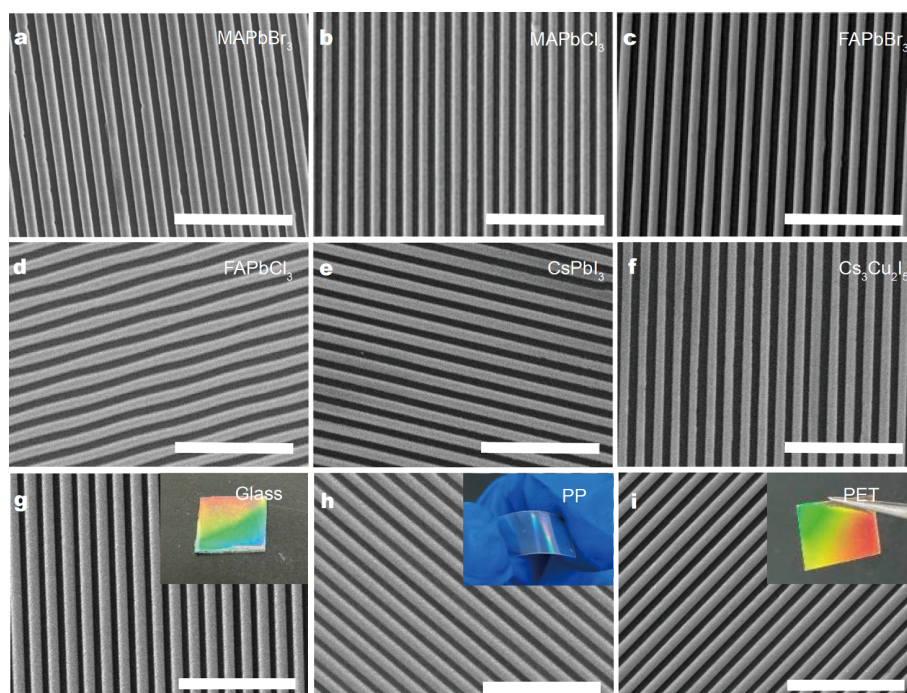 a MAPbBr₃
b MAPbCl₃
c FAPbBr₃
d FAPbCl₃
e CsPbI₃
f Cs₃Cu₂I₅
g Glass
h PP
i PET